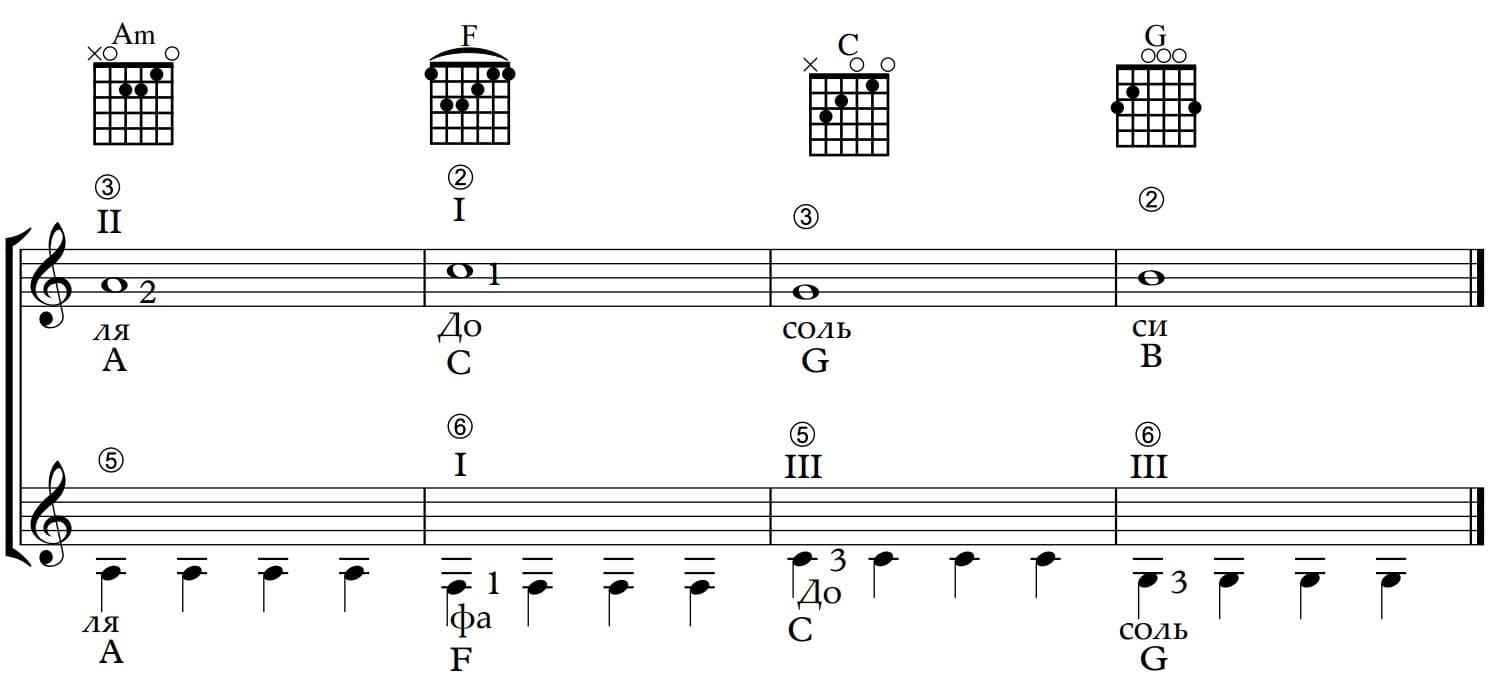 Am F C G
③ ② ③ ②
II I
2 1
ля До соль си
A C G B
⑤ ⑥ ⑤ ⑥
I III III
1 3 3
ля фа До соль
A F C G